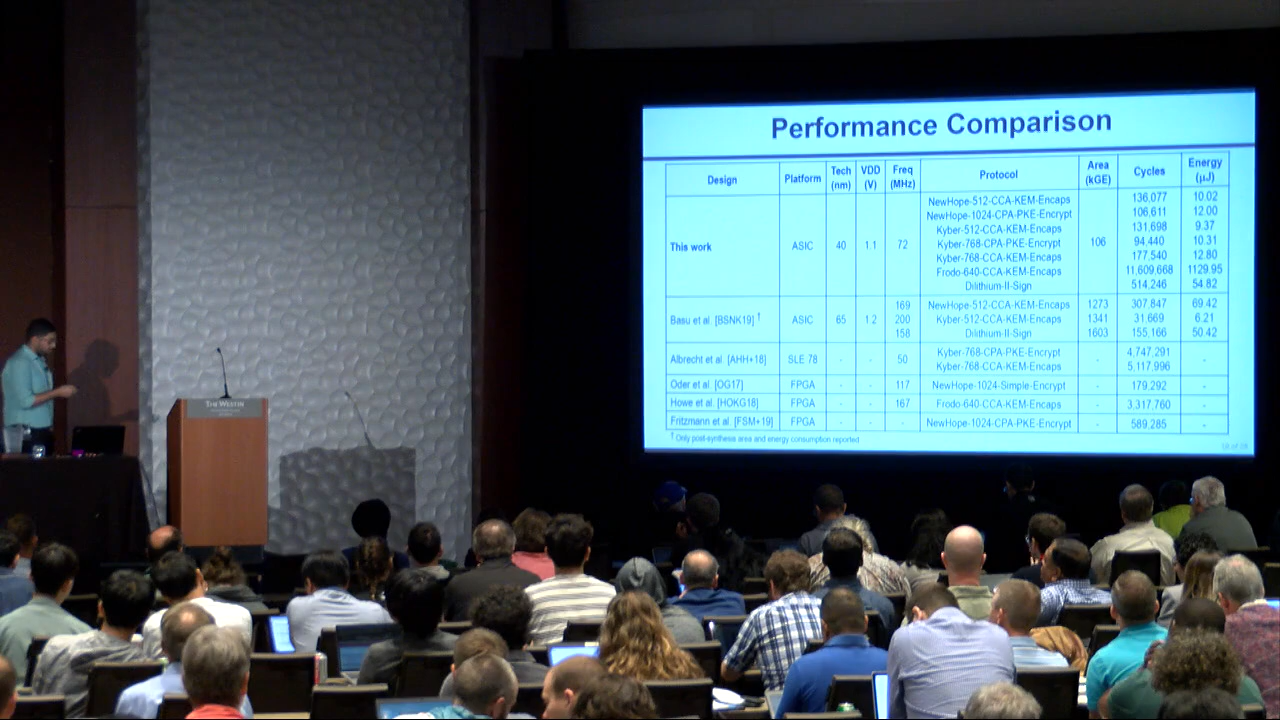 Performance Comparison
Design Platform Tech (nm) VDD (V) Freq (MHz) Protocol Area (kGE) Cycles Energy (µJ)
This work ASIC 40 1.1 72 106
NewHope-512-CCA-KEM-Encaps 136,077 10.02
NewHope-1024-CPA-PKE-Encrypt 106,611 12.00
Kyber-512-CCA-KEM-Encaps 131,698 9.37
Kyber-768-CPA-PKE-Encrypt 94,440 10.31
Kyber-768-CCA-KEM-Encaps 177,540 12.80
Frodo-640-CCA-KEM-Encaps 11,609,668 1129.95
Dilithium-II-Sign 514,246 54.82
Basu et al. [BSNK19] † ASIC 65 1.2
169 NewHope-512-CCA-KEM-Encaps 1273 307,847 69.42
200 Kyber-512-CCA-KEM-Encaps 1341 31,669 6.21
158 Dilithium-II-Sign 1603 155,166 50.42
Albrecht et al. [AHH+18] SLE 78 - - 50 - -
Kyber-768-CPA-PKE-Encrypt 4,747,291
Kyber-768-CCA-KEM-Encaps 5,117,996
Oder et al. [OG17] FPGA - - 117 NewHope-1024-Simple-Encrypt - 179,292 -
Howe et al. [HOKG18] FPGA - - 167 Frodo-640-CCA-KEM-Encaps - 3,317,760 -
Fritzmann et al. [FSM+19] FPGA - - - NewHope-1024-CPA-PKE-Encrypt - 589,285 -
† Only post-synthesis area and energy consumption reported
THE WESTIN